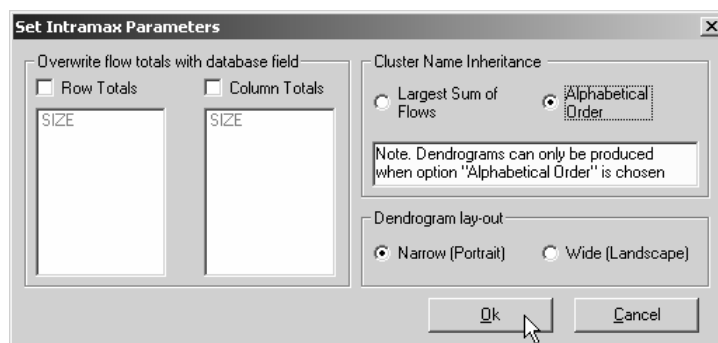 Set Intramax Parameters
Overwrite flow totals with database field
Row Totals
Column Totals
SIZE
SIZE
Cluster Name Inheritance
Largest Sum of
Flows
Alphabetical
Order
Note. Dendrograms can only be produced
when option "Alphabetical Order" is chosen
Dendrogram lay-out
Narrow (Portrait)
Wide (Landscape)
Ok
Cancel